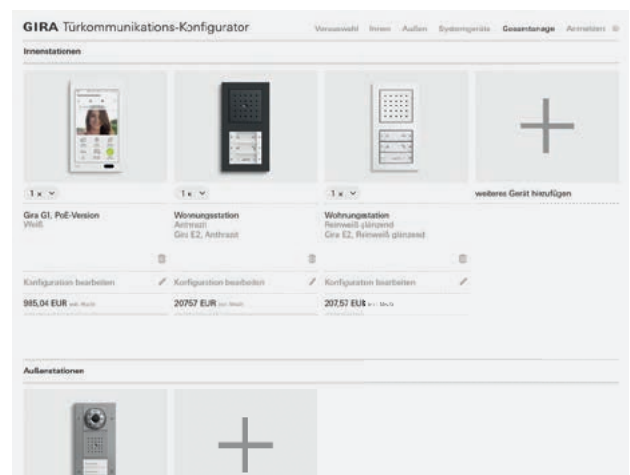 GIRA Türkommunikations-Konfigurator
Vorauswahl Innen Außen Systemgeräte Gesamtanage Anmelden
Innenstationen
1 x
1 x
1 x
weiteres Gerät hinzufügen
Gira G1, PoE-Version
Weiß
Wohnungsstation
Anthrazit
Gira E2, Anthrazit
Wohnungsstation
Reinweiß glänzend
Gira E2, Reinweiß glänzend
Konfiguration bearbeiten
Konfiguration bearbeiten
Konfiguration bearbeiten
985,04 EUR
20757 EUR
207,57 EUR
Außenstationen